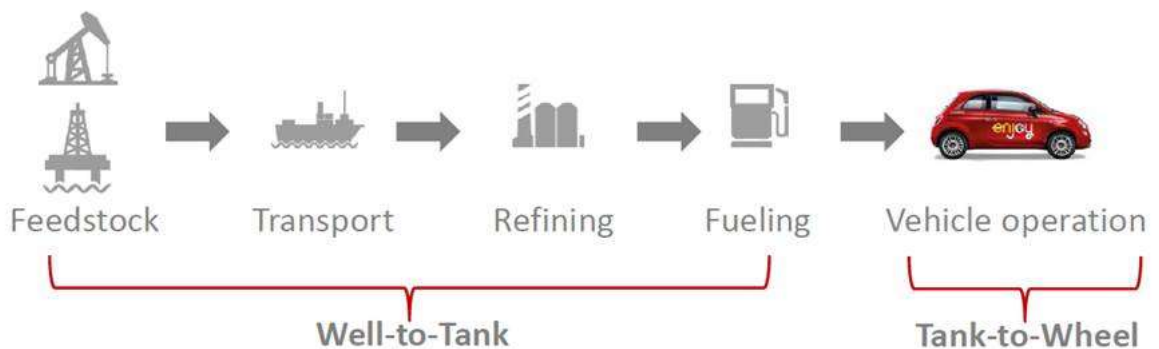 enjoy
Feedstock
Transport
Refining
Fueling
Vehicle operation
Well-to-Tank
Tank-to-Wheel